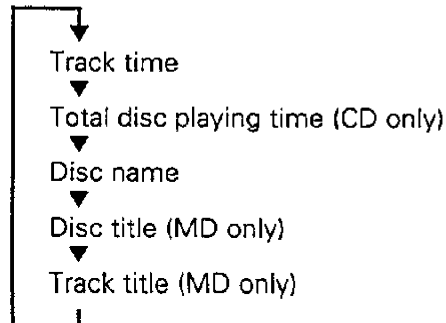 Track time
Total disc playing time (CD only)
Disc name
Disc title (MD only)
Track title (MD only)